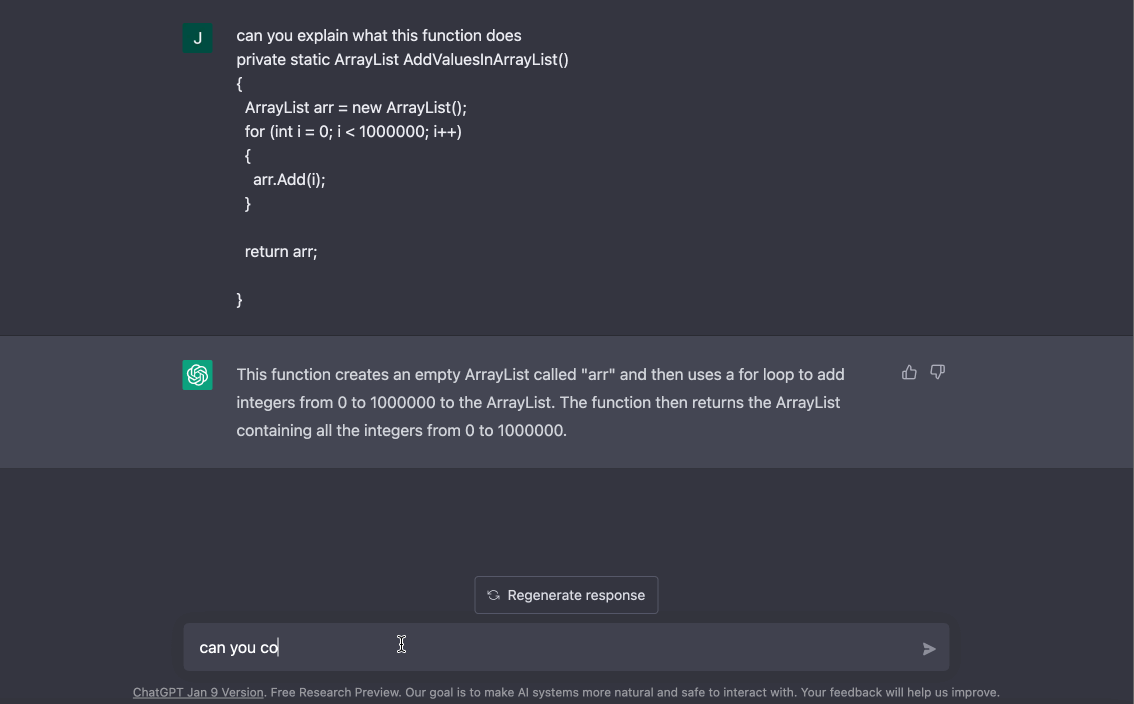 J
can you explain what this function does
private static ArrayList AddValuesInArrayList()
{
ArrayList arr = new ArrayList();
for (int i = 0; i < 1000000; i++)
{
arr.Add(i);
}
return arr;
}
This function creates an empty ArrayList called "arr" and then uses a for loop to add
integers from 0 to 1000000 to the ArrayList. The function then returns the ArrayList
containing all the integers from 0 to 1000000.
Regenerate response
can you co
ChatGPT Jan 9 Version. Free Research Preview. Our goal is to make AI systems more natural and safe to interact with. Your feedback will help us improve.